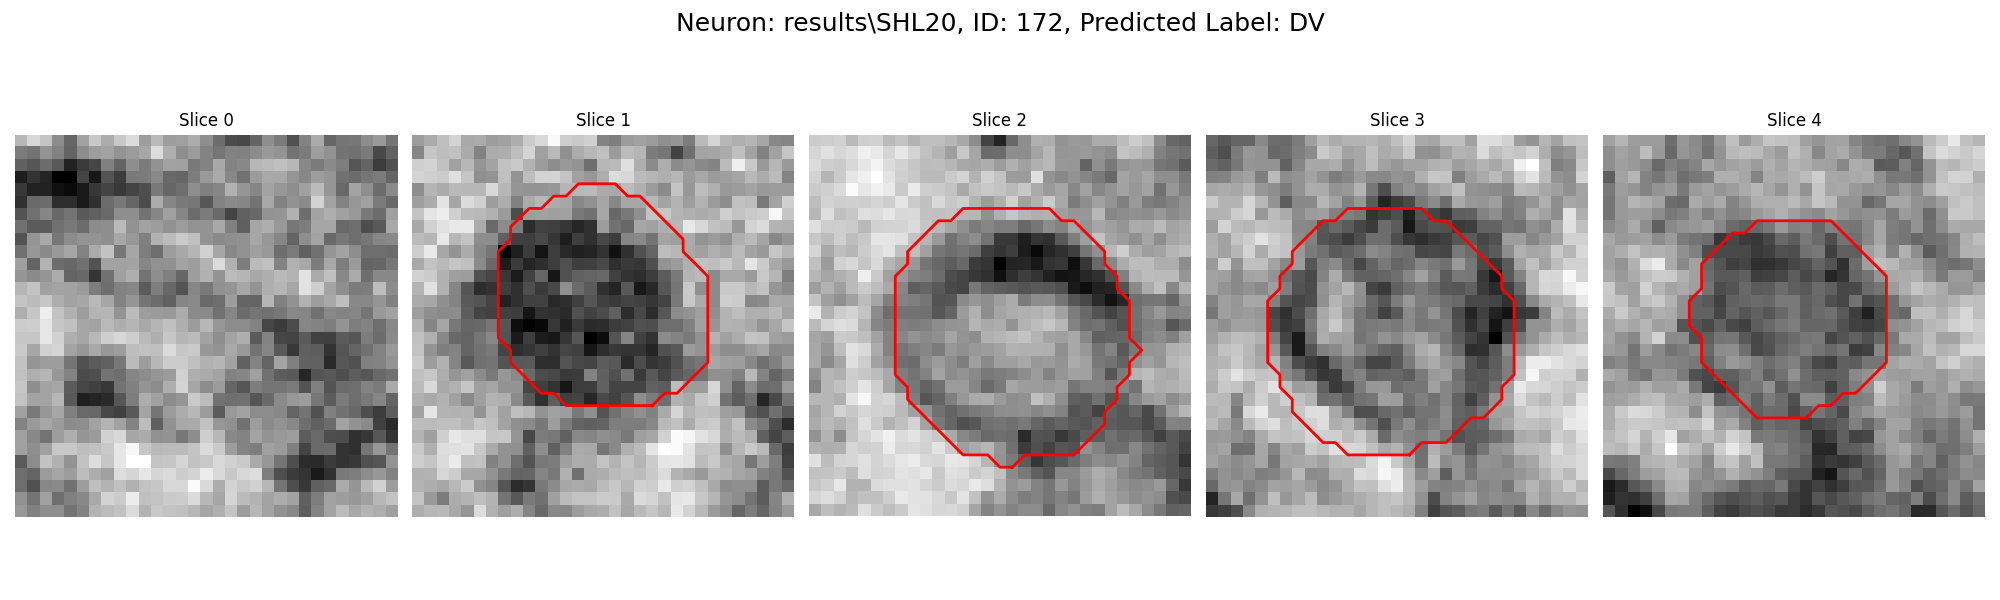 Neuron: results\SHL20, ID: 172, Predicted Label: DV
Slice 0
Slice 1
Slice 2
Slice 3
Slice 4